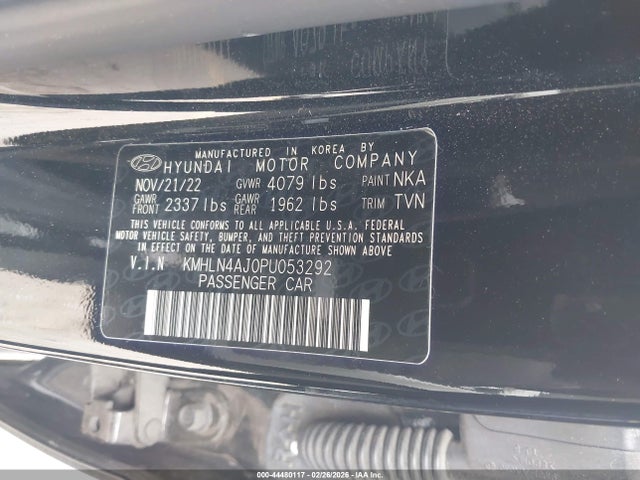 MANUFACTURED IN KOREA BY
HYUNDAI MOTOR COMPANY
NOV/21/22 GVWR 4079 lbs PAINT NKA
GAWR FRONT 2337 lbs GAWR REAR 1962 lbs TRIM TVN
THIS VEHICLE CONFORMS TO ALL APPLICABLE U.S.A. FEDERAL
MOTOR VEHICLE SAFETY, BUMPER, AND THEFT PREVENTION STANDARDS
IN EFFECT ON THE DATE OF MANUFACTURE SHOWN ABOVE.
V.I.N KMHLN4AJ0PU053292
PASSENGER CAR
000-44480117 - 02/26/2026 - IAAI.COM